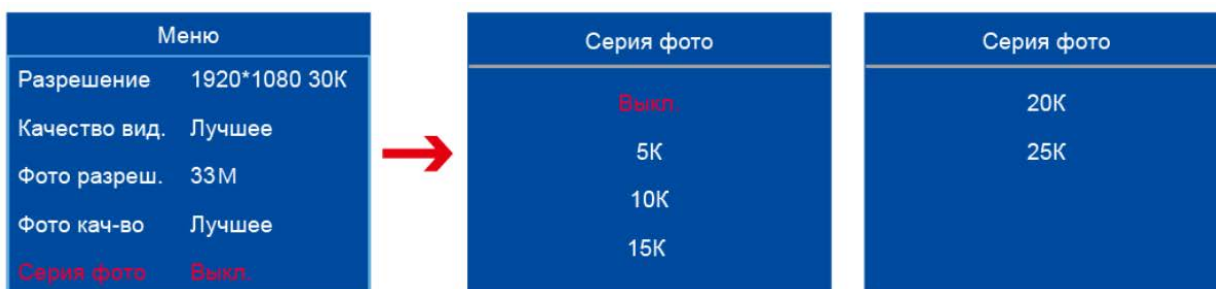 Меню
Разрешение 1920*1080 30К
Качество вид. Лучшее
Фото разреш. 33М
Фото кач-во Лучшее
Серия фото Выкл.
Серия фото
Выкл.
5К
10К
15К
Серия фото
20К
25К